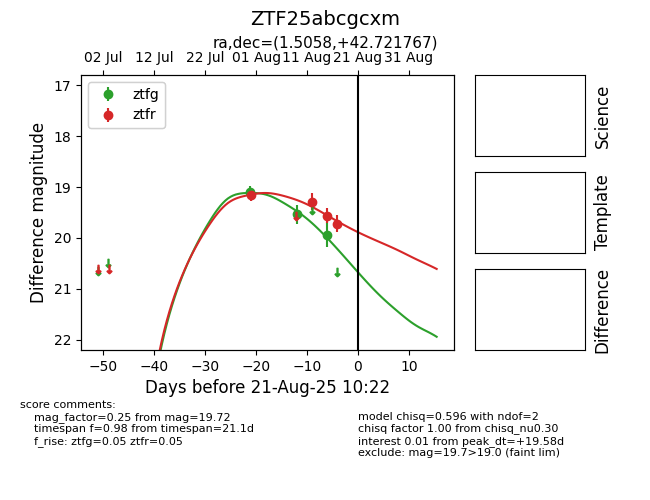 ZTF25abcgcxm
ra,dec=(1.5058,+42.721767)
02 Jul 12 Jul 22 Jul 01 Aug 11 Aug 21 Aug 31 Aug
ztfg
ztfr
17
18
19
20
21
22
Difference magnitude
−50 −40 −30 −20 −10 0 10
Days before 21-Aug-25 10:22
Science
Template
Difference
score comments:
mag_factor=0.25 from mag=19.72
timespan f=0.98 from timespan=21.1d
f_rise: ztfg=0.05 ztfr=0.05
model chisq=0.596 with ndof=2
chisq factor 1.00 from chisq_nu0.30
interest 0.01 from peak_dt=+19.58d
exclude: mag=19.7>19.0 (faint lim)